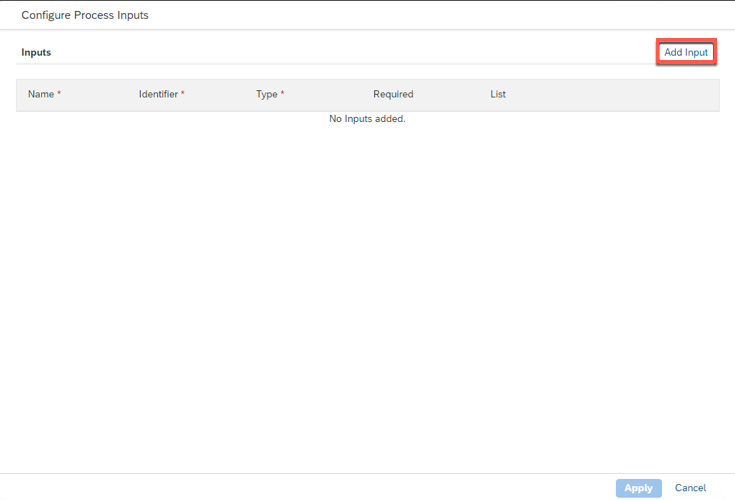 Configure Process Inputs
Inputs Add Input
Name * Identifier * Type * Required List
No Inputs added.
Apply Cancel